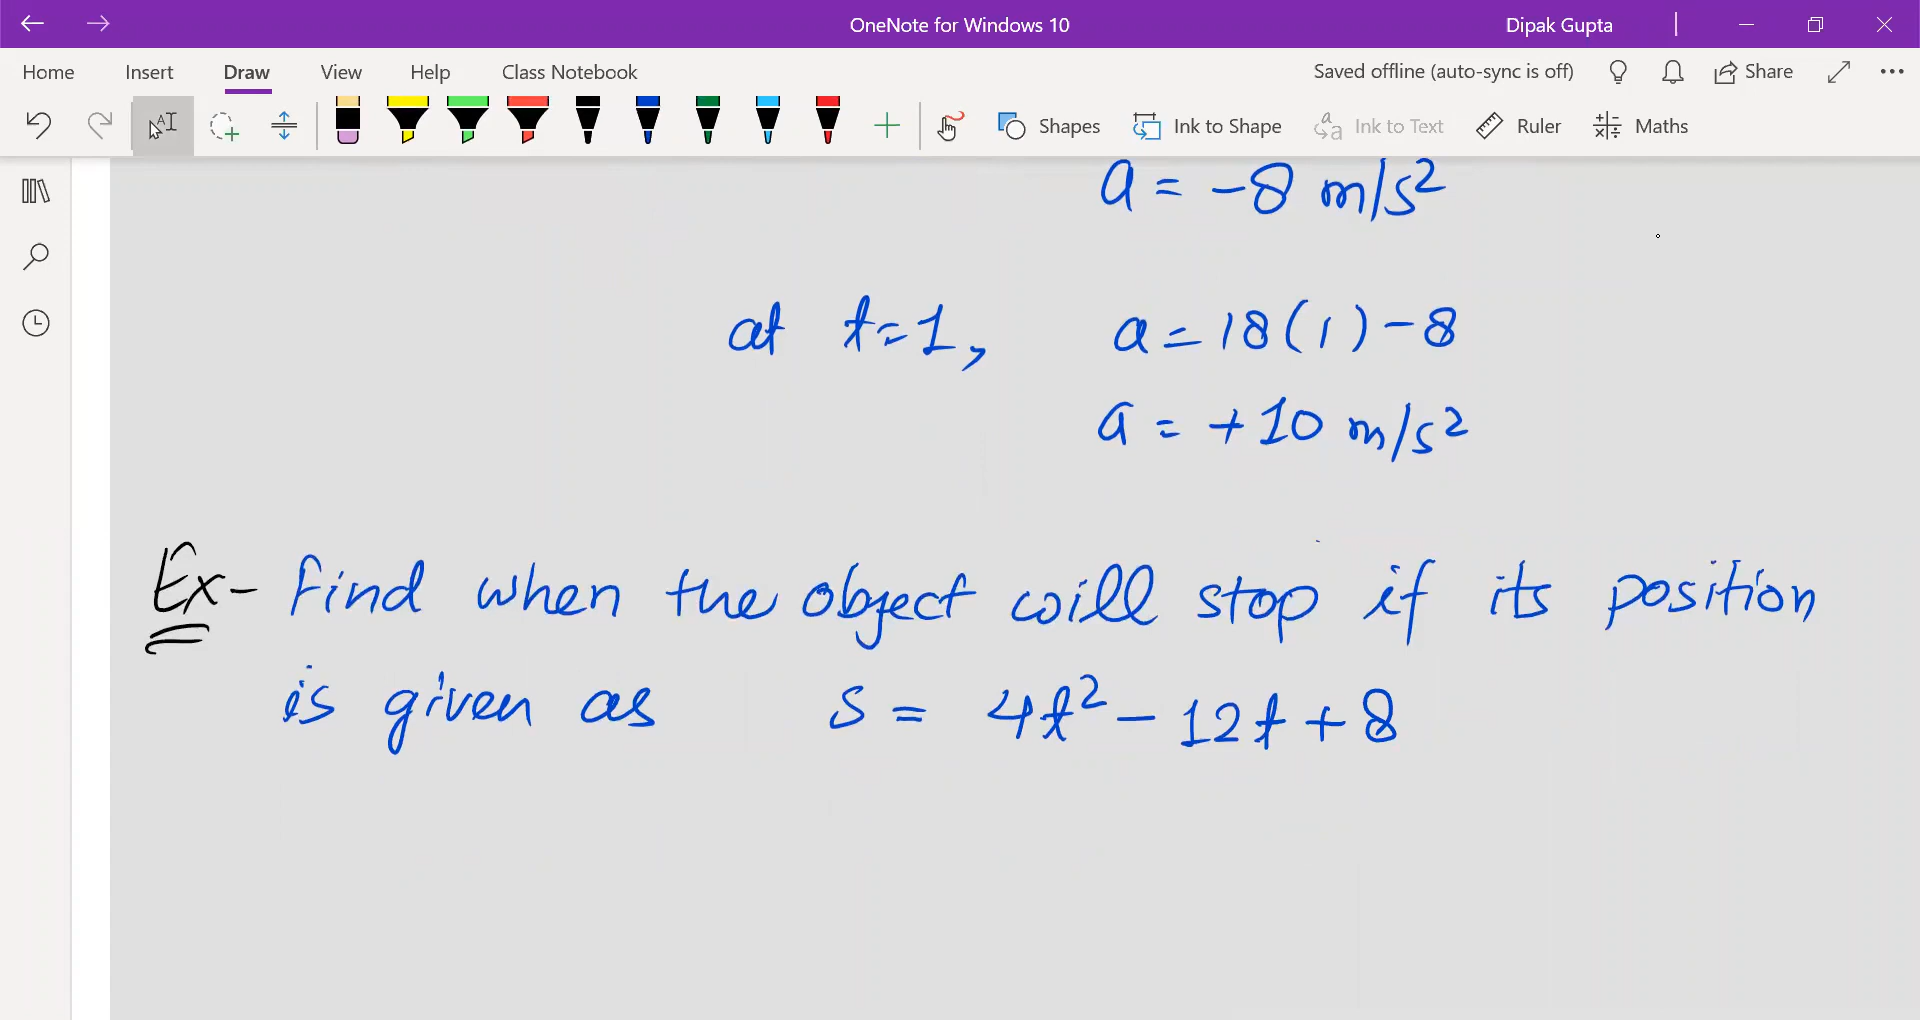 OneNote for Windows 10
Dipak Gupta
Home Insert Draw View Help Class Notebook
Saved offline (auto-sync is off) Share
Shapes Ink to Shape Ink to Text Ruler Maths
a = -8 m/s²
at t=1, a=18(1)-8
a = +10 m/s²
Ex- Find when the object will stop if its position
is given as s = 4t² - 12t + 8